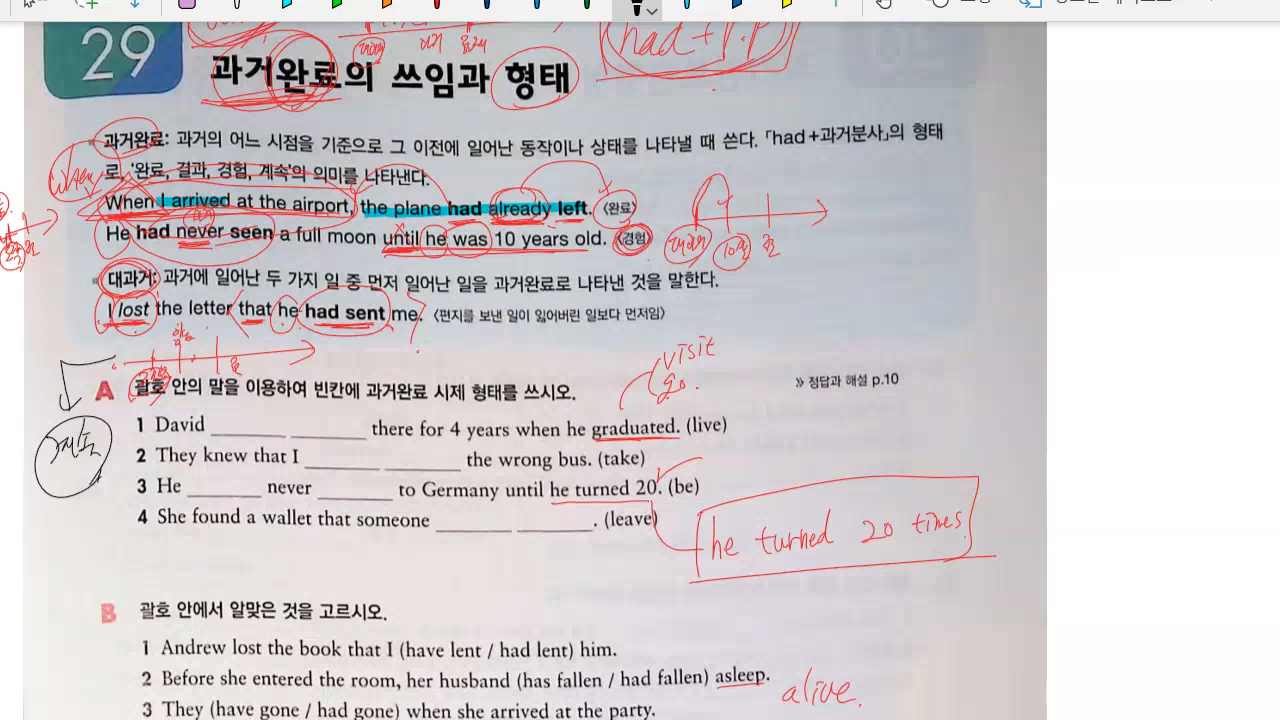 had + p.p
29
과거완료의 쓰임과 형태
과거완료: 과거의 어느 시점을 기준으로 그 이전에 일어난 동작이나 상태를 나타낼 때 쓴다. 「had+과거분사」의 형태
로, '완료, 결과, 경험, 계속'의 의미를 나타낸다.
when
When I arrived at the airport, the plane had already left. 〈완료〉
He had never seen a full moon until he was 10 years old. 〈경험〉
대과거: 과거에 일어난 두 가지 일 중 먼저 일어난 일을 과거완료로 나타낸 것을 말한다.
I lost the letter that he had sent me. 〈편지를 보낸 일이 잃어버린 일보다 먼저임〉
visit
go.
A 괄호 안의 말을 이용하여 빈칸에 과거완료 시제 형태를 쓰시오.
» 정답과 해설 p.10
1 David ______ ______ there for 4 years when he graduated. (live)
2 They knew that I ______ ______ the wrong bus. (take)
3 He ______ never ______ to Germany until he turned 20. (be)
4 She found a wallet that someone ______ ______. (leave)
he turned 20 times
B 괄호 안에서 알맞은 것을 고르시오.
1 Andrew lost the book that I (have lent / had lent) him.
2 Before she entered the room, her husband (has fallen / had fallen) asleep.
alive.
3 They (have gone / had gone) when she arrived at the party.